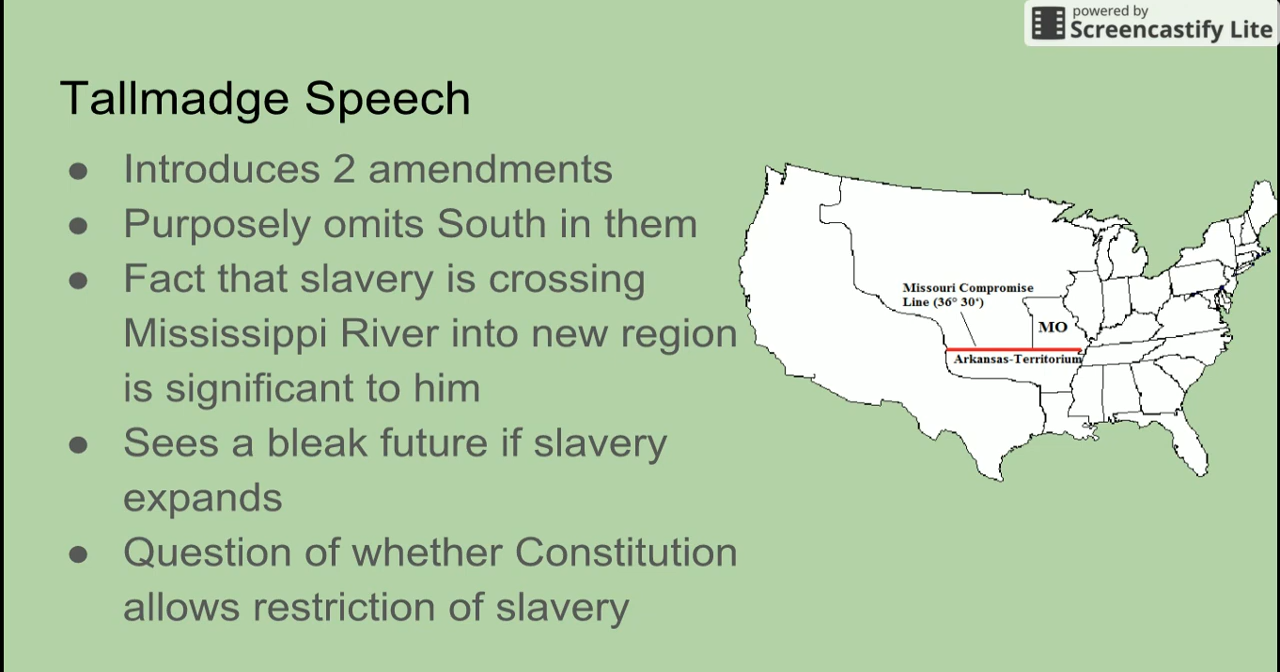 powered by
Screencastify Lite
Tallmadge Speech
● Introduces 2 amendments
● Purposely omits South in them
● Fact that slavery is crossing
Mississippi River into new region
is significant to him
● Sees a bleak future if slavery
expands
● Question of whether Constitution
allows restriction of slavery
Missouri Compromise
Line (36° 30')
MO
Arkansas-Territorium